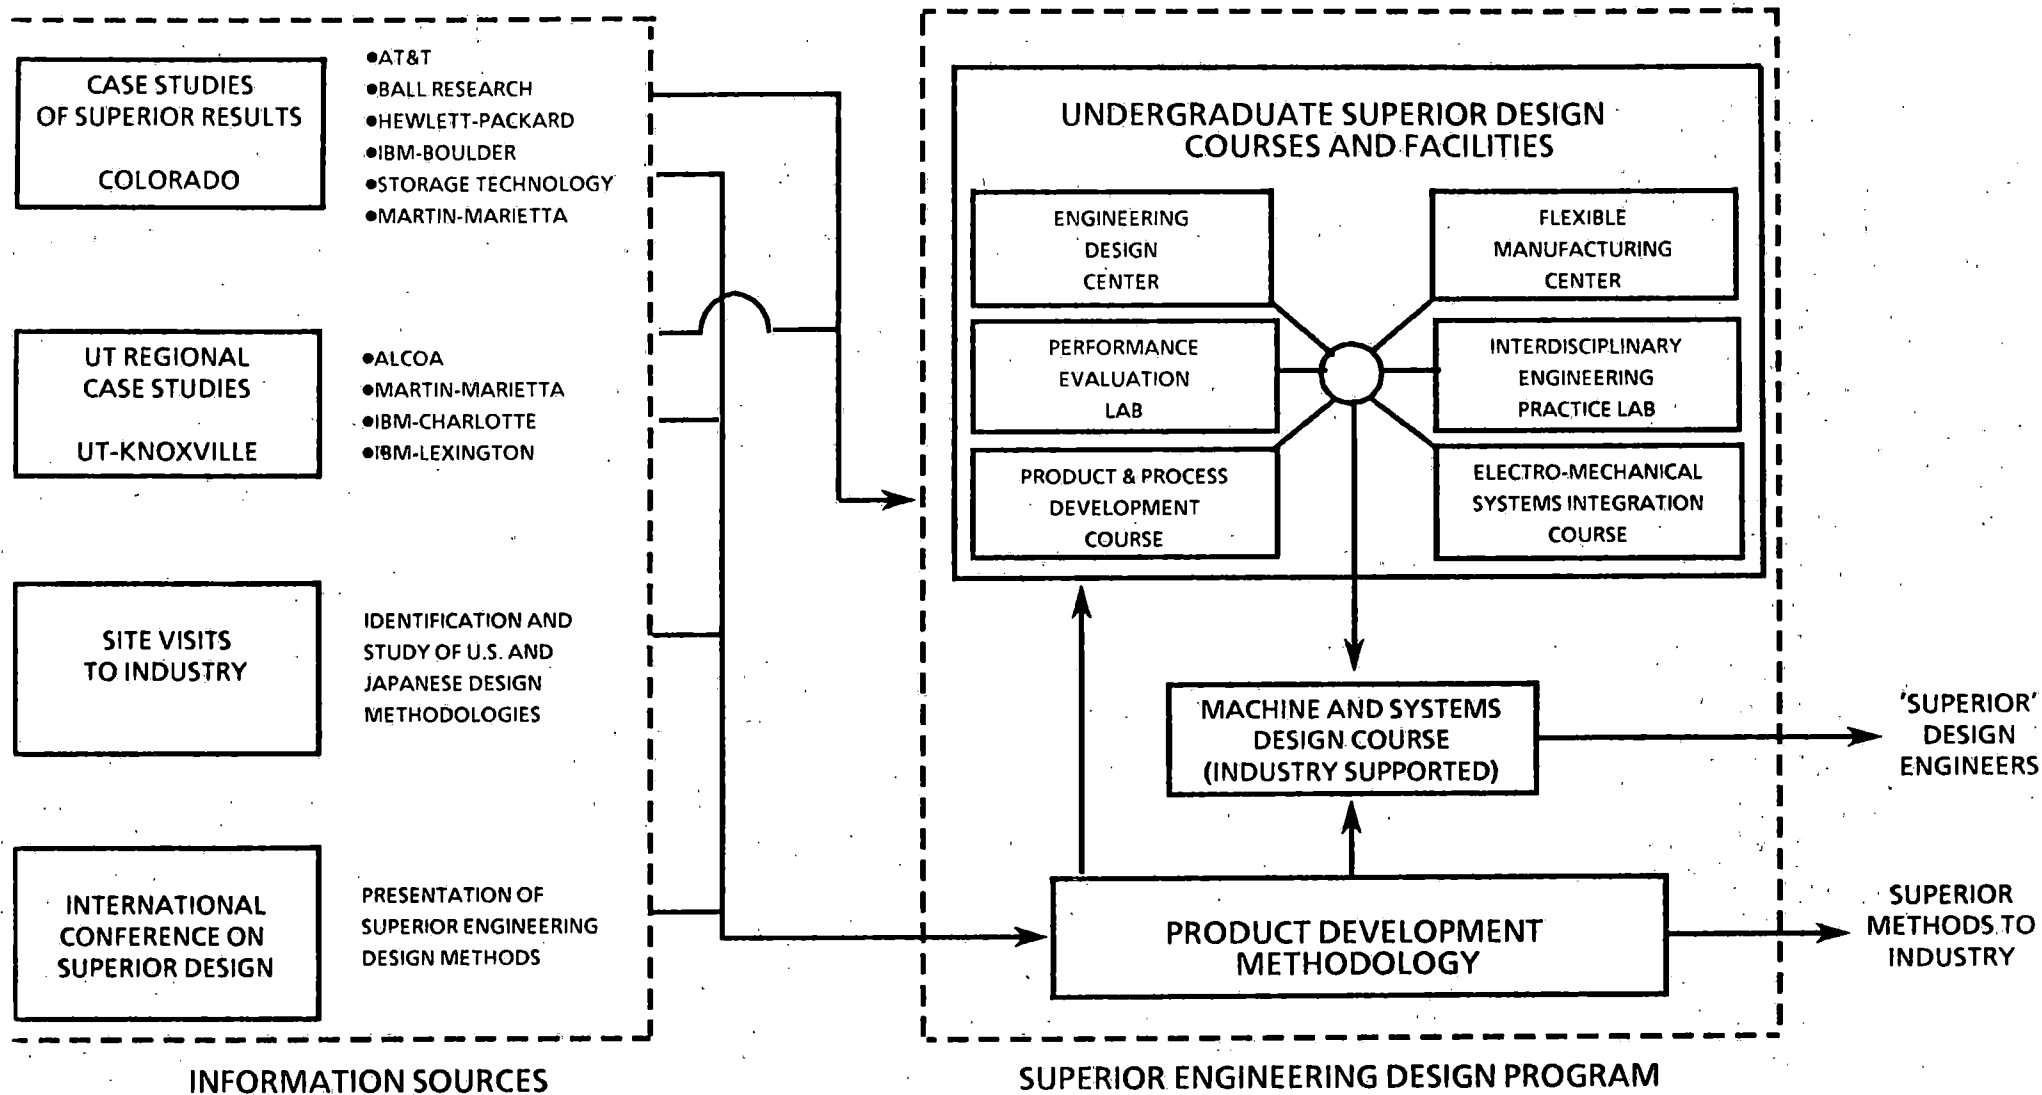 CASE STUDIES
OF SUPERIOR RESULTS
COLORADO
●AT&T
●BALL RESEARCH
●HEWLETT-PACKARD
●IBM-BOULDER
●STORAGE TECHNOLOGY
●MARTIN-MARIETTA
UT REGIONAL
CASE STUDIES
UT-KNOXVILLE
●ALCOA
●MARTIN-MARIETTA
●IBM-CHARLOTTE
●IBM-LEXINGTON
SITE VISITS
TO INDUSTRY
IDENTIFICATION AND
STUDY OF U.S. AND
JAPANESE DESIGN
METHODOLOGIES
INTERNATIONAL
CONFERENCE ON
SUPERIOR DESIGN
PRESENTATION OF
SUPERIOR ENGINEERING
DESIGN METHODS
INFORMATION SOURCES
UNDERGRADUATE SUPERIOR DESIGN
COURSES AND FACILITIES
ENGINEERING
DESIGN
CENTER
FLEXIBLE
MANUFACTURING
CENTER
PERFORMANCE
EVALUATION
LAB
INTERDISCIPLINARY
ENGINEERING
PRACTICE LAB
PRODUCT & PROCESS
DEVELOPMENT
COURSE
ELECTRO-MECHANICAL
SYSTEMS INTEGRATION
COURSE
MACHINE AND SYSTEMS
DESIGN COURSE
(INDUSTRY SUPPORTED)
PRODUCT DEVELOPMENT
METHODOLOGY
SUPERIOR ENGINEERING DESIGN PROGRAM
'SUPERIOR'
DESIGN
ENGINEERS
SUPERIOR
METHODS TO
INDUSTRY